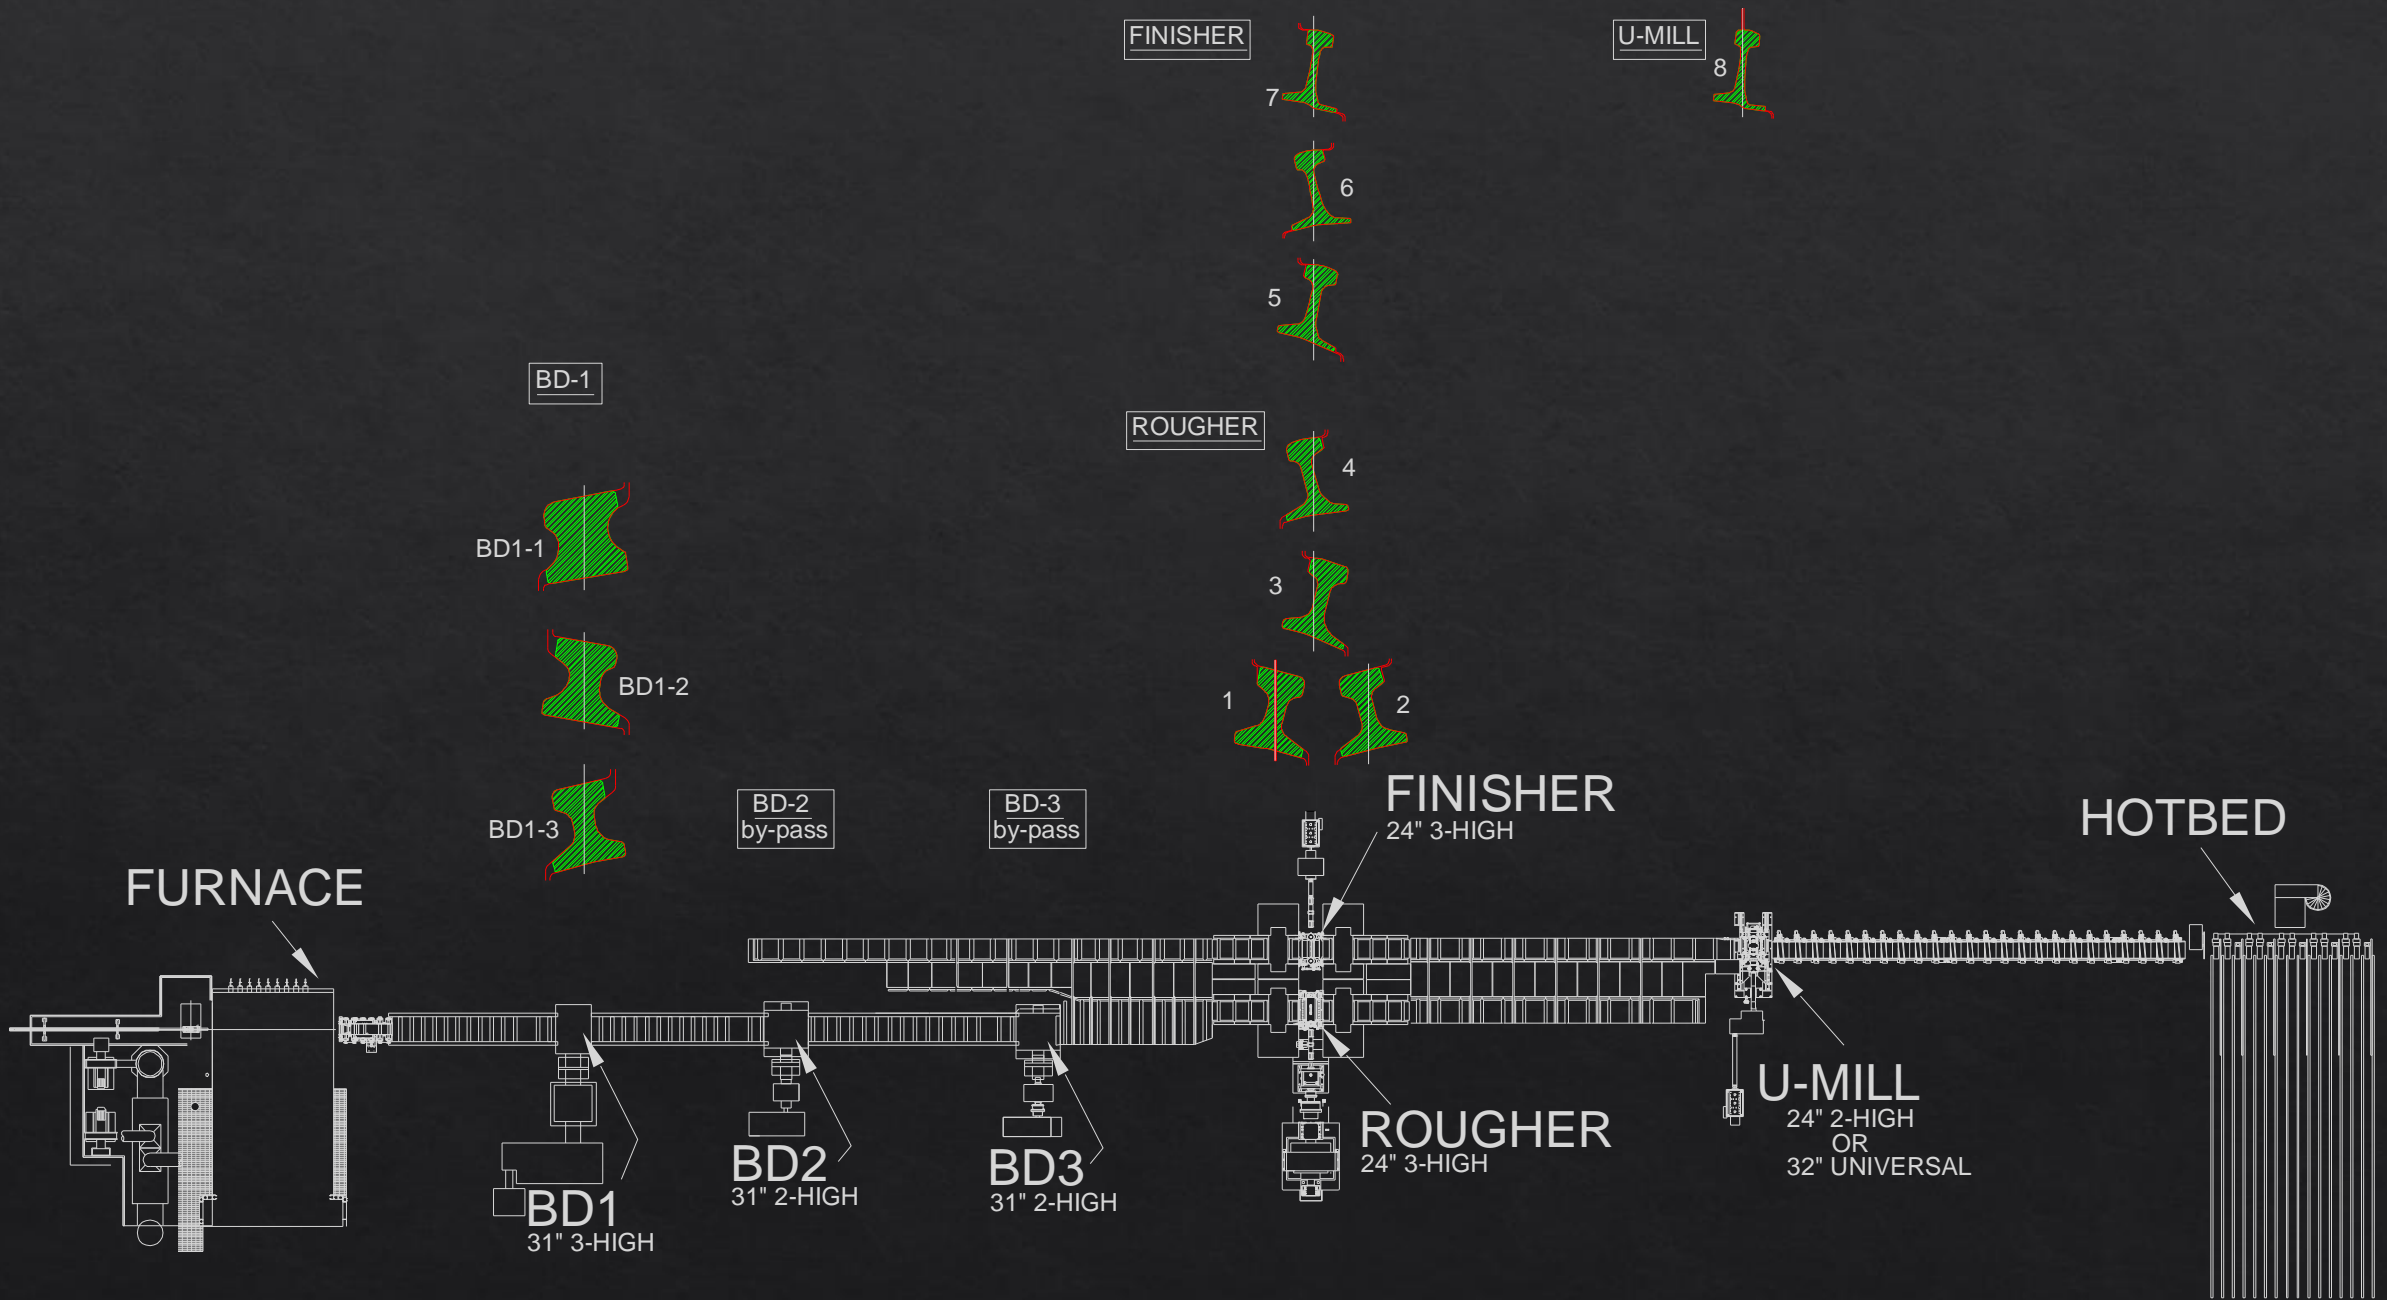 FINISHER
U-MILL
8
7
6
5
BD-1
ROUGHER
4
BD1-1
3
BD1-2
1
2
BD1-3
BD-2
by-pass
BD-3
by-pass
FINISHER
24" 3-HIGH
HOTBED
FURNACE
U-MILL
24" 2-HIGH
OR
32" UNIVERSAL
ROUGHER
24" 3-HIGH
BD2
31" 2-HIGH
BD3
31" 2-HIGH
BD1
31" 3-HIGH